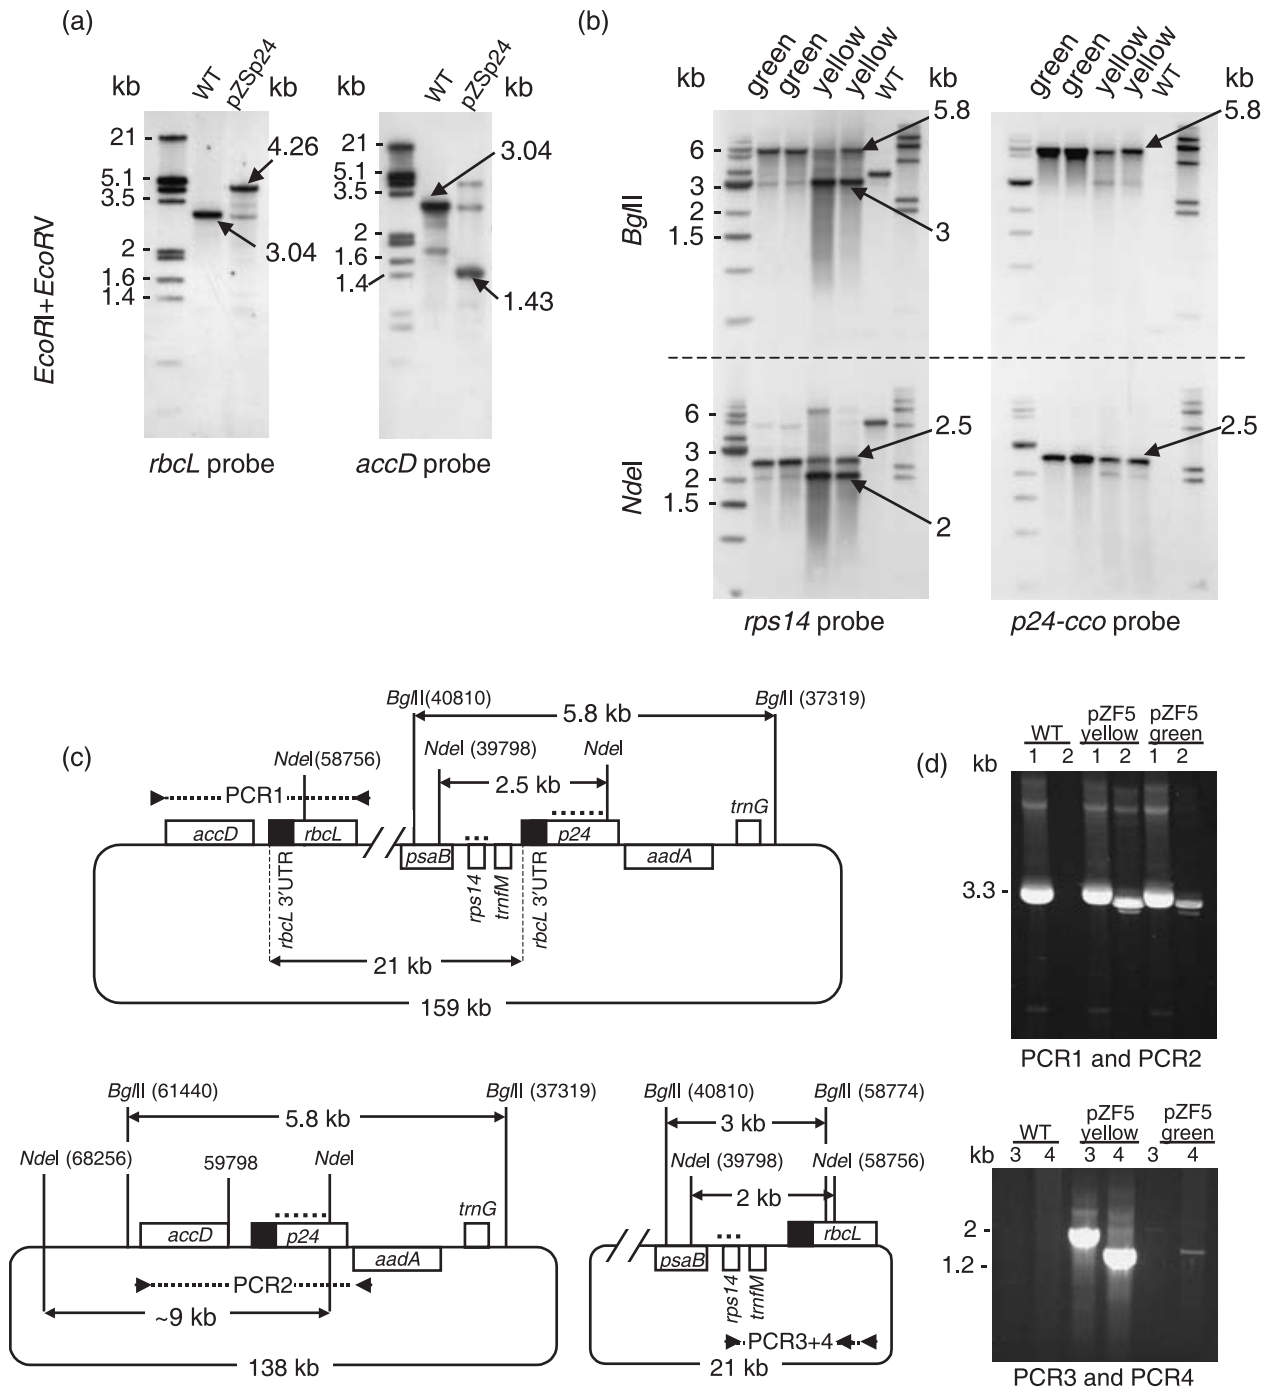 (a)
kb
WT
pZSp24
kb
21
5.1
3.5
2
1.6
1.4
4.26
3.04
EcoRI+EcoRV
rbcL probe
WT
pZSp24
kb
21
5.1
3.5
2
1.6
1.4
3.04
1.43
accD probe
(b)
kb
green
green
yellow
yellow
WT
6
3
2
1.5
5.8
3
BglII
green
green
yellow
yellow
WT
5.8
6
3
2
1.5
2.5
2
NdeI
rps14 probe
2.5
p24-cco probe
(c)
BglII(40810)
BglII (37319)
5.8 kb
NdeI(58756)
NdeI (39798)
NdeI
2.5 kb
PCR1
trnG
accD
rbcL
p24
psaB
rps14
trnfM
aadA
rbcL 3'UTR
rbcL 3'UTR
21 kb
159 kb
BglII (61440)
BglII (37319)
5.8 kb
NdeI (68256)
59798
NdeI
trnG
accD
p24
aadA
PCR2
~9 kb
138 kb
BglII (40810)
BglII (58774)
3 kb
NdeI (39798)
NdeI (58756)
2 kb
rbcL
psaB
rps14
trnfM
PCR3+4
21 kb
(d)
kb
WT
pZF5 yellow
pZF5 green
1 2 1 2 1 2
3.3
PCR1 and PCR2
WT
pZF5 yellow
pZF5 green
kb
3 4 3 4 3 4
2
1.2
PCR3 and PCR4